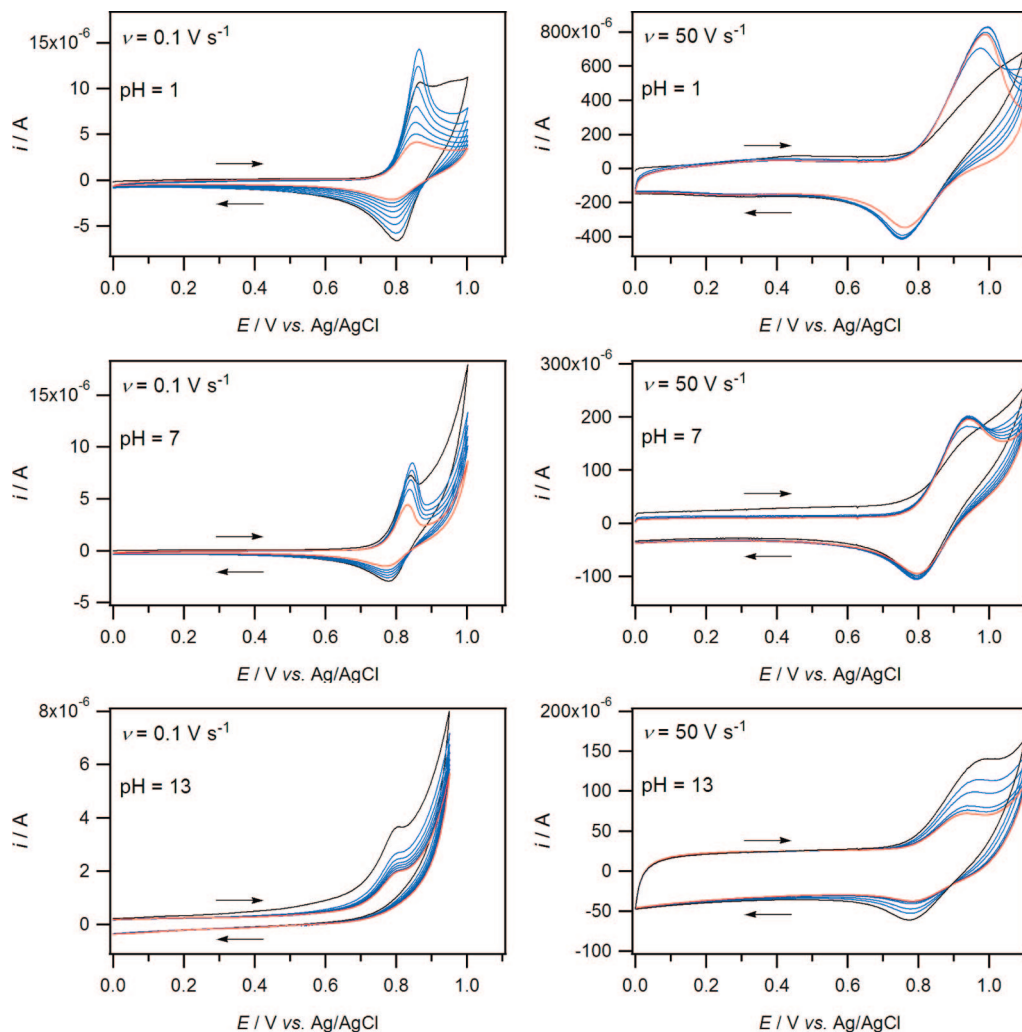 15x10⁻⁶
10
5
0
-5
i / A
ν = 0.1 V s⁻¹
pH = 1
0.0 0.2 0.4 0.6 0.8 1.0
E / V vs. Ag/AgCl
800x10⁻⁶
600
400
200
0
-200
-400
i / A
ν = 50 V s⁻¹
pH = 1
0.0 0.2 0.4 0.6 0.8 1.0
E / V vs. Ag/AgCl
15x10⁻⁶
10
5
0
-5
i / A
ν = 0.1 V s⁻¹
pH = 7
0.0 0.2 0.4 0.6 0.8 1.0
E / V vs. Ag/AgCl
300x10⁻⁶
200
100
0
-100
i / A
ν = 50 V s⁻¹
pH = 7
0.0 0.2 0.4 0.6 0.8 1.0
E / V vs. Ag/AgCl
8x10⁻⁶
6
4
2
0
i / A
ν = 0.1 V s⁻¹
pH = 13
0.0 0.2 0.4 0.6 0.8 1.0
E / V vs. Ag/AgCl
200x10⁻⁶
150
100
50
0
-50
-100
i / A
ν = 50 V s⁻¹
pH = 13
0.0 0.2 0.4 0.6 0.8 1.0
E / V vs. Ag/AgCl